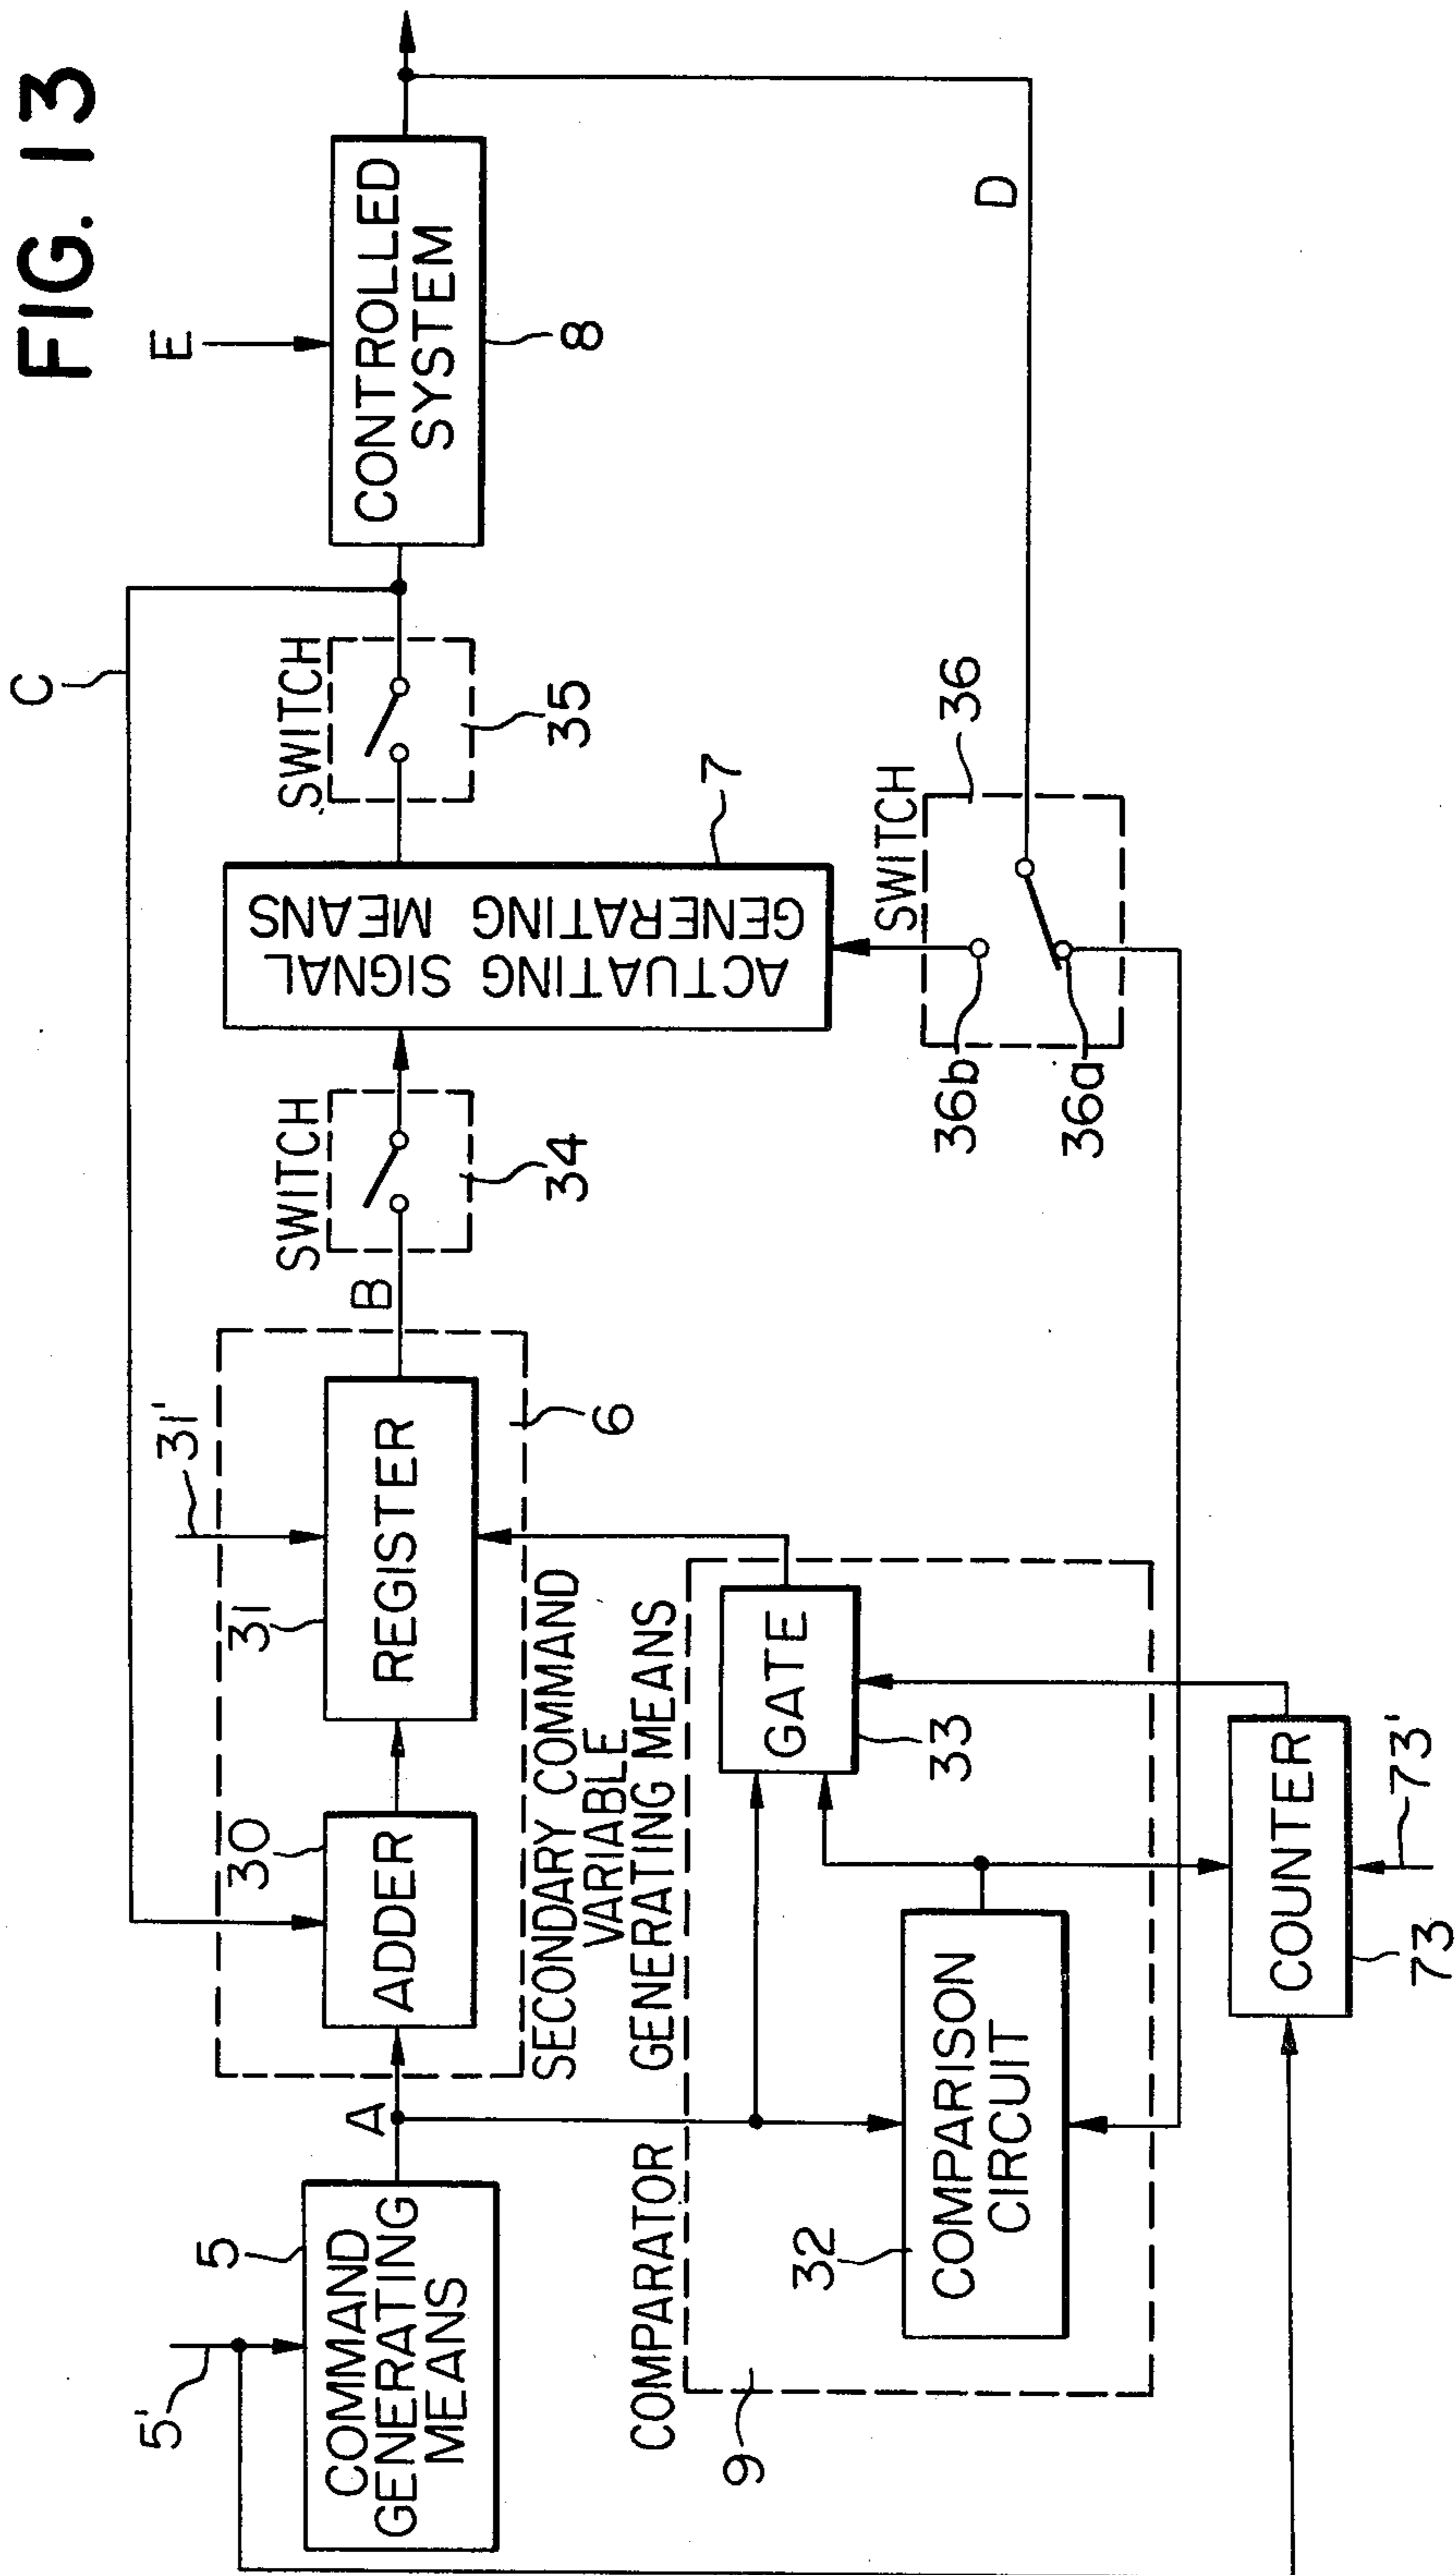 FIG. 13
E
C
CONTROLLED
SYSTEM
8
D
SWITCH
35
7
ACTUATING SIGNAL
GENERATING MEANS
SWITCH
36
36b
36a
SWITCH
34
B
31'
31
REGISTER
6
30
ADDER
SECONDARY COMMAND
VARIABLE
GENERATING MEANS
A
5'
5
COMMAND
GENERATING
MEANS
COMPARATOR
9
GATE
33
32
COMPARISON
CIRCUIT
COUNTER
73'
73